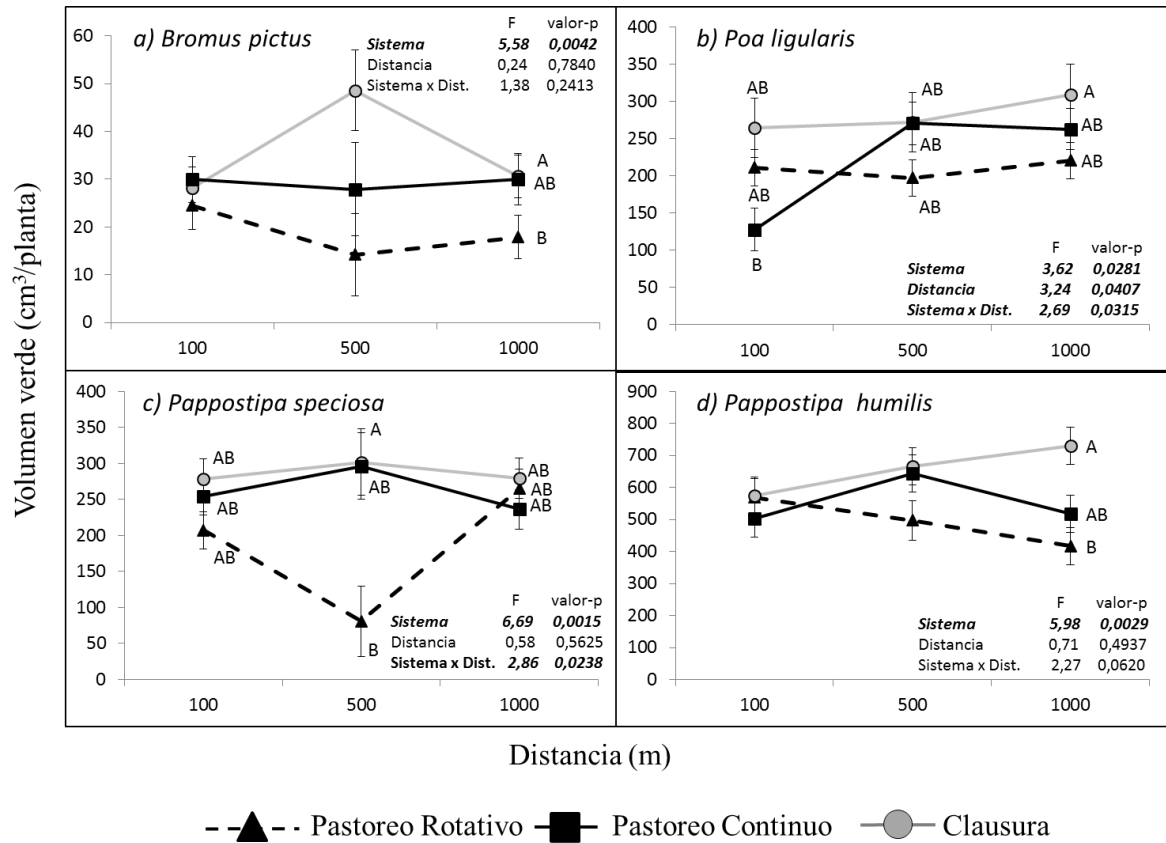 Volumen verde (cm³/planta)
a) Bromus pictus
F valor-p
Sistema 5,58 0,0042
Distancia 0,24 0,7840
Sistema x Dist. 1,38 0,2413
60
50
40
30
20
10
0
A
AB
B
100 500 1000
b) Poa ligularis
400
350
300
250
200
150
100
50
0
AB AB A
AB AB
AB AB AB
B
F valor-p
Sistema 3,62 0,0281
Distancia 3,24 0,0407
Sistema x Dist. 2,69 0,0315
100 500 1000
c) Pappostipa speciosa
400
350
300
250
200
150
100
50
0
AB A AB
AB AB AB
AB B AB
F valor-p
Sistema 6,69 0,0015
Distancia 0,58 0,5625
Sistema x Dist. 2,86 0,0238
100 500 1000
d) Pappostipa humilis
900
800
700
600
500
400
300
200
100
0
A
AB
B
F valor-p
Sistema 5,98 0,0029
Distancia 0,71 0,4937
Sistema x Dist. 2,27 0,0620
100 500 1000
Distancia (m)
Pastoreo Rotativo Pastoreo Continuo Clausura